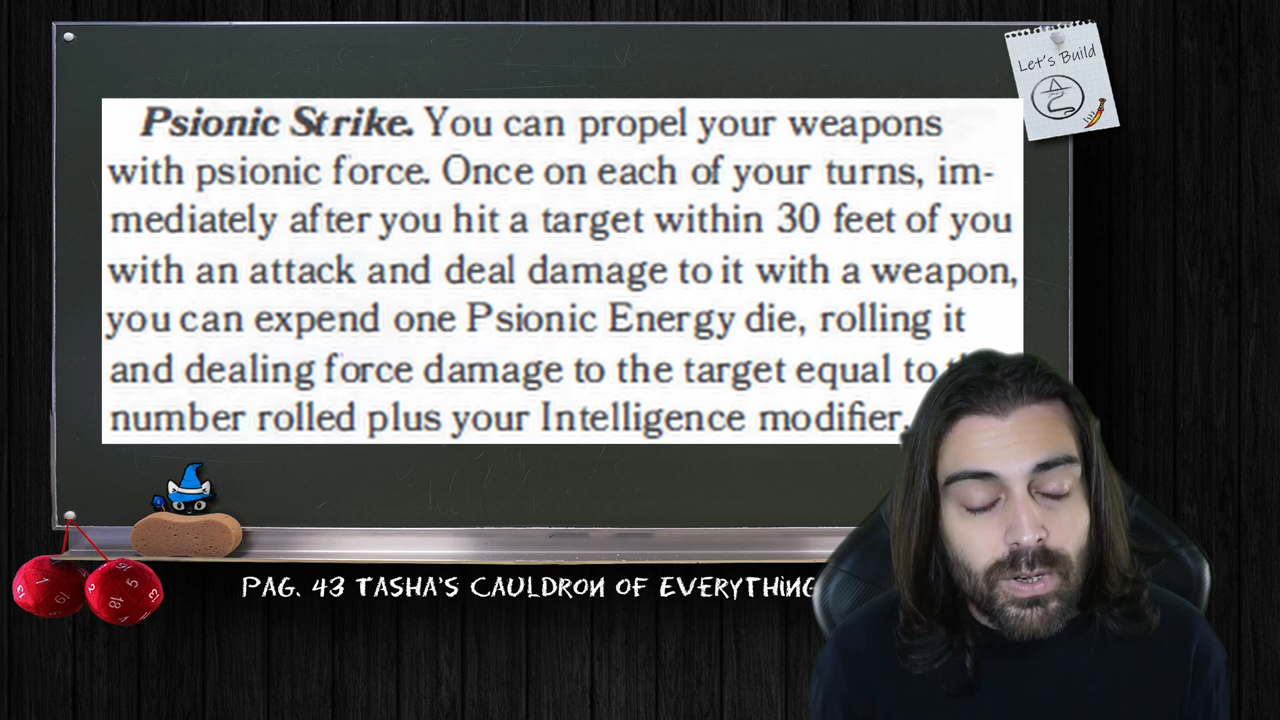 Let's Build
Psionic Strike. You can propel your weapons
with psionic force. Once on each of your turns, im-
mediately after you hit a target within 30 feet of you
with an attack and deal damage to it with a weapon,
you can expend one Psionic Energy die, rolling it
and dealing force damage to the target equal to
number rolled plus your Intelligence modifier.
PAG. 43 TASHA'S CAULDRON OF EVERYTHING